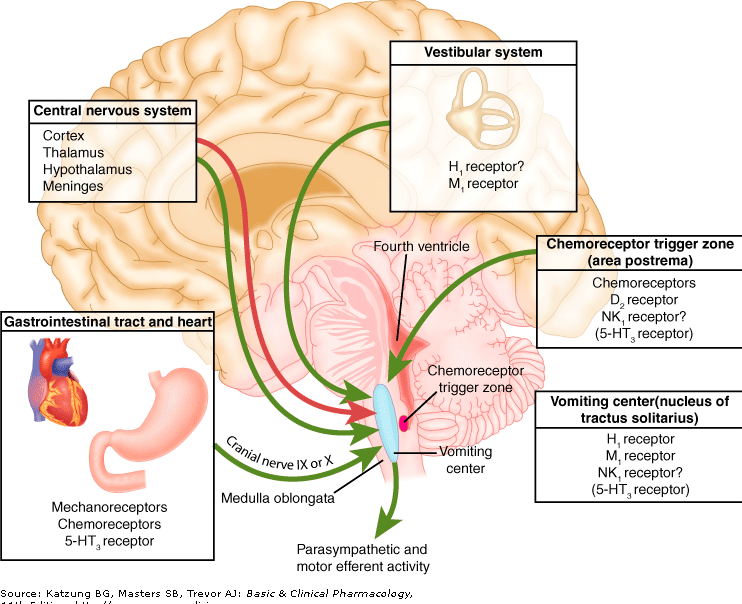 Vestibular system
H1 receptor?
M1 receptor
Central nervous system
Cortex
Thalamus
Hypothalamus
Meninges
Fourth ventricle
Chemoreceptor trigger zone
(area postrema)
Chemoreceptors
D2 receptor
NK1 receptor?
(5-HT3 receptor)
Gastrointestinal tract and heart
Mechanoreceptors
Chemoreceptors
5-HT3 receptor
Cranial nerve IX or X
Chemoreceptor
trigger zone
Vomiting center(nucleus of
tractus solitarius)
H1 receptor
M1 receptor
NK1 receptor?
(5-HT3 receptor)
Vomiting
center
Medulla oblongata
Parasympathetic and
motor efferent activity
Source: Katzung BG, Masters SB, Trevor AJ: Basic & Clinical Pharmacology,